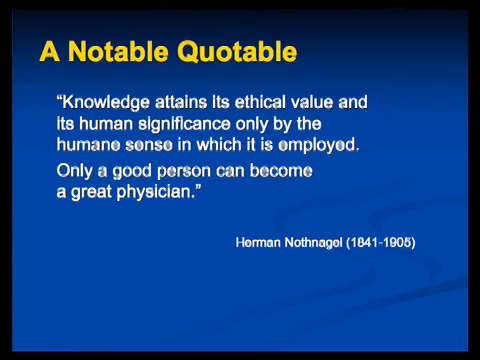 A Notable Quotable
“Knowledge attains its ethical value and
its human significance only by the
humane sense in which it is employed.
Only a good person can become
a great physician.”
Herman Nothnagel (1841-1905)